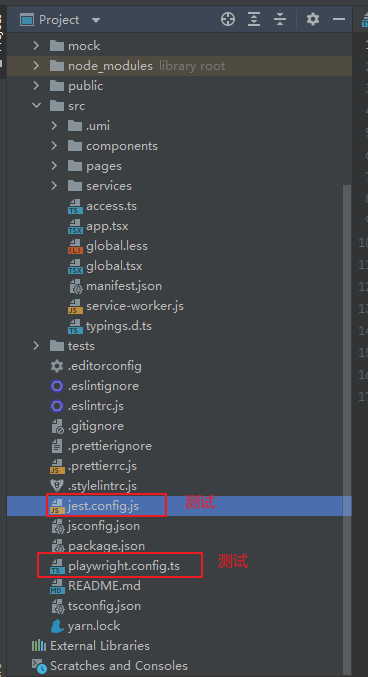 Project
mock
node_modules library root
public
src
.umi
components
pages
services
access.ts
app.tsx
global.less
global.tsx
manifest.json
service-worker.js
typings.d.ts
tests
.editorconfig
.eslintignore
.eslintrc.js
.gitignore
.prettierignore
.prettierrc.js
.stylelintrc.js
jest.config.js 测试
jsconfig.json
package.json
playwright.config.ts 测试
README.md
tsconfig.json
yarn.lock
External Libraries
Scratches and Consoles